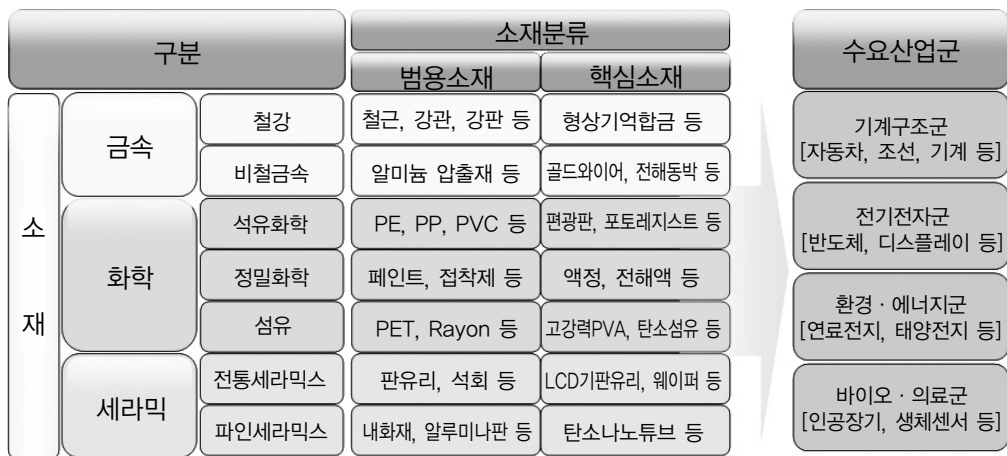 구분
소재분류
수요산업군
범용소재
핵심소재
소
재
금속
철강
철근, 강관, 강판 등
형상기억합금 등
비철금속
알미늄 압출재 등
골드와이어, 전해동박 등
화학
석유화학
PE, PP, PVC 등
편광판, 포토레지스트 등
정밀화학
페인트, 접착제 등
액정, 전해액 등
섬유
PET, Rayon 등
고강력PVA, 탄소섬유 등
세라믹
전통세라믹스
판유리, 석회 등
LCD기판유리, 웨이퍼 등
파인세라믹스
내화재, 알루미나판 등
탄소나노튜브 등
기계구조군
[자동차, 조선, 기계 등]
전기전자군
[반도체, 디스플레이 등]
환경 · 에너지군
[연료전지, 태양전지 등]
바이오 · 의료군
[인공장기, 생체센서 등]